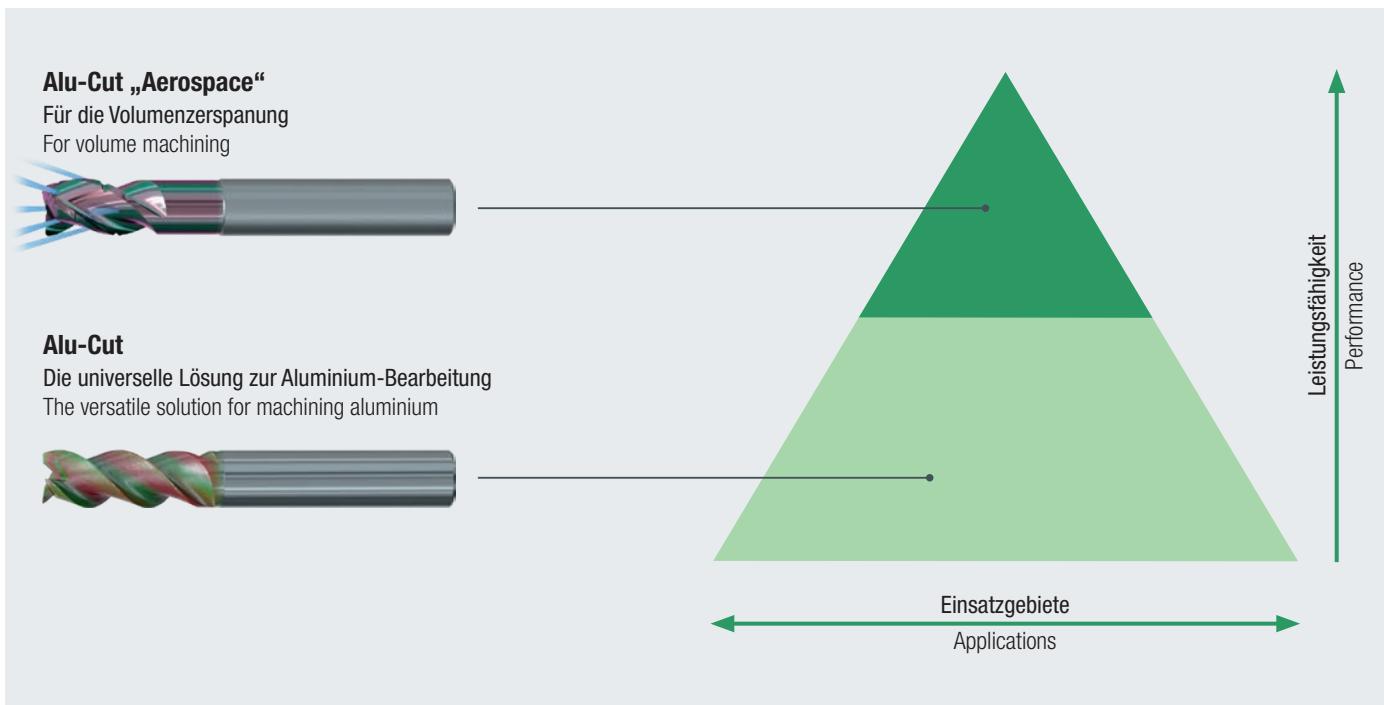 Alu-Cut „Aerospace“
Für die Volumenzerspanung
For volume machining
Alu-Cut
Die universelle Lösung zur Aluminium-Bearbeitung
The versatile solution for machining aluminium
Leistungsfähigkeit
Performance
Einsatzgebiete
Applications